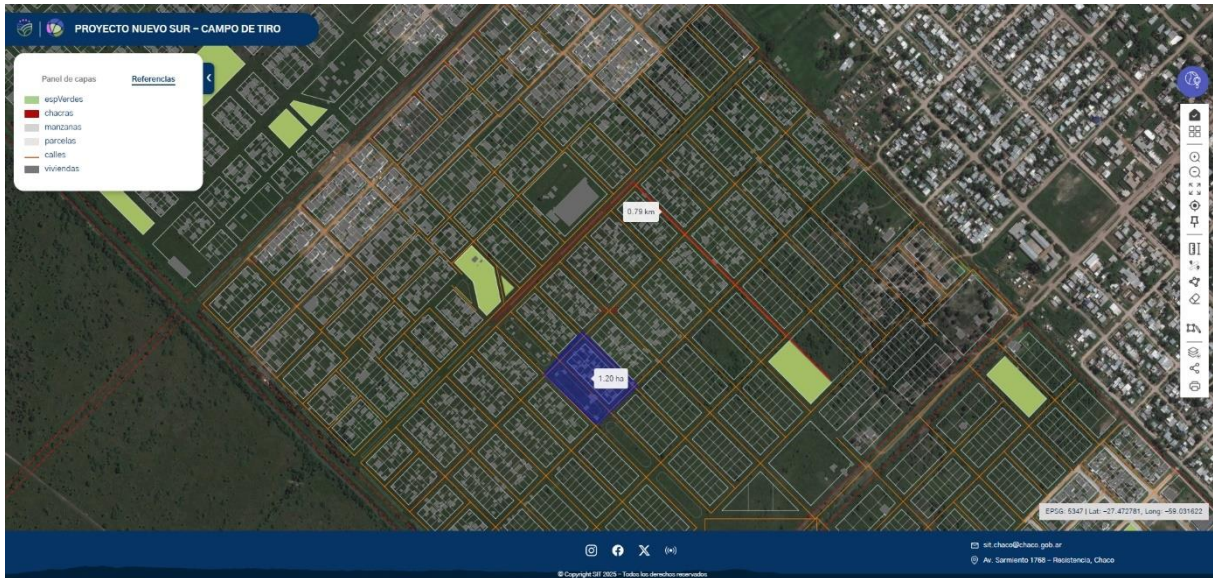 PROYECTO NUEVO SUR – CAMPO DE TIRO
Panel de capas
Referencias
espVerdes
chacras
manzanas
parcelas
calles
viviendas
0.79 km
1.20 ha
EPSG: 5347 | Lat: -27.472781, Long: -59.031622
sit.chaco@chaco.gob.ar
Av. Sarmiento 1768 – Resistencia, Chaco
© Copyright SIT 2025 - Todos los derechos reservados